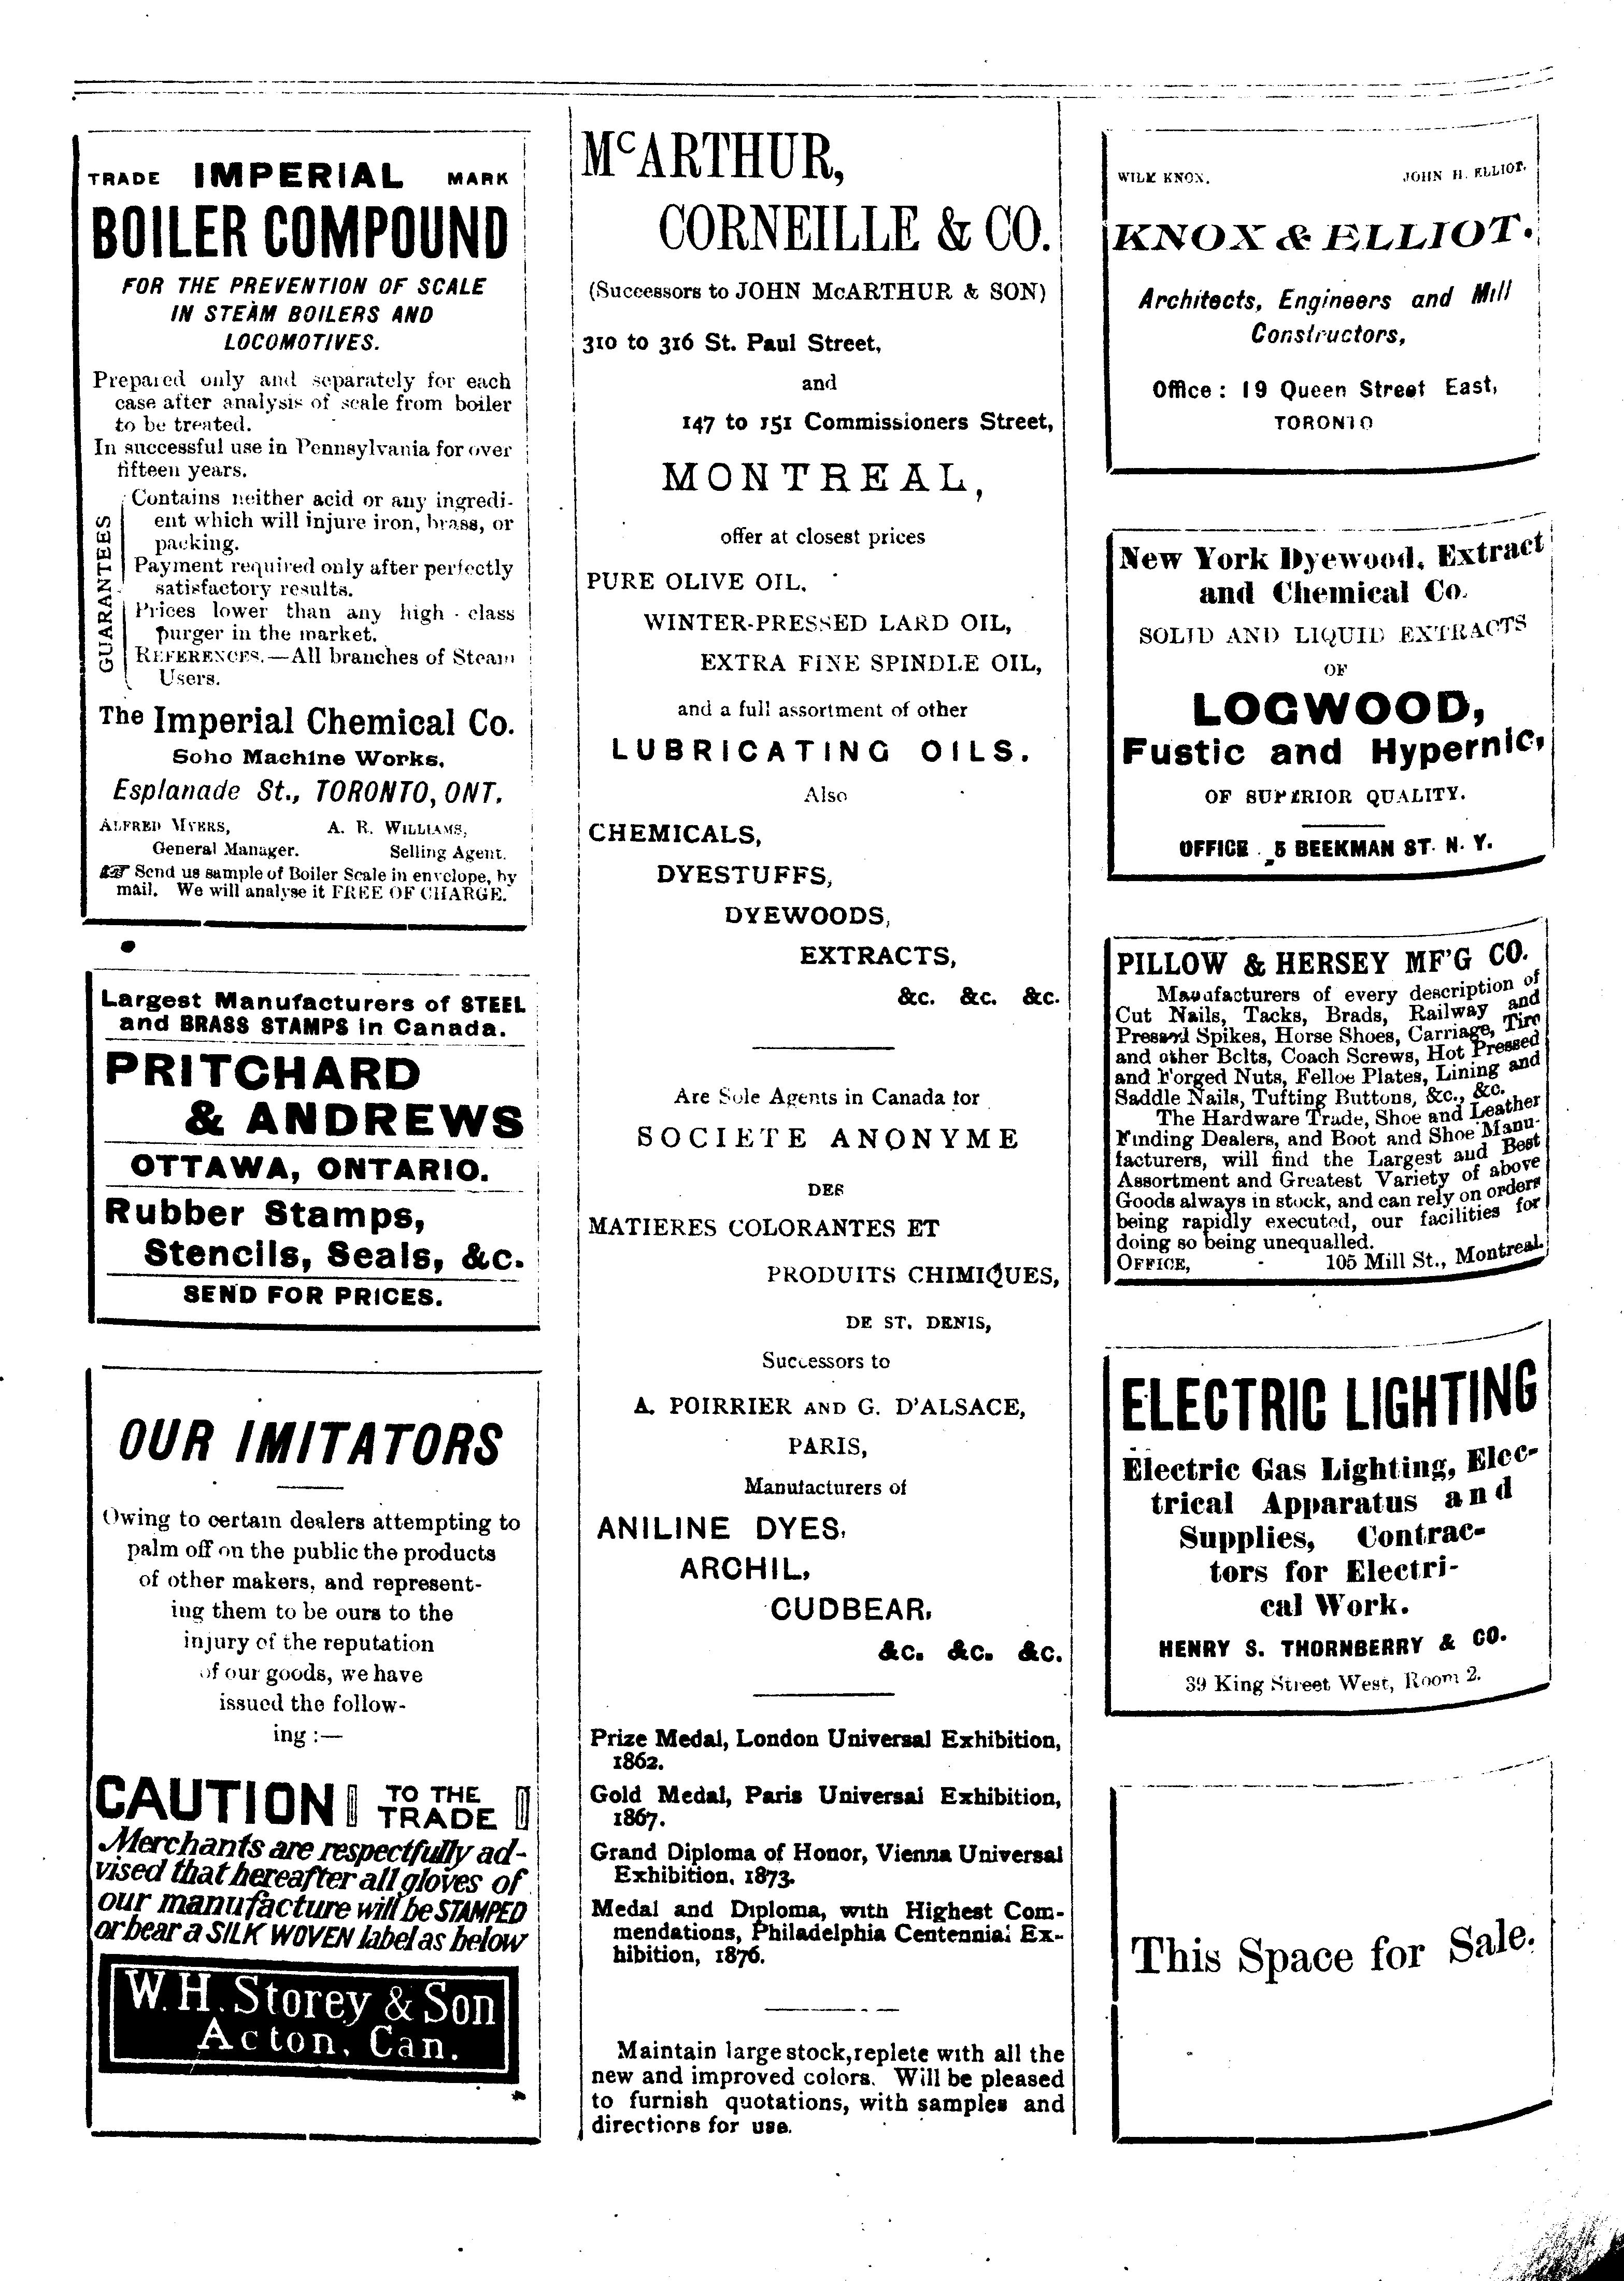 TRADE IMPERIAL MARK
BOILER COMPOUND
FOR THE PREVENTION OF SCALE
IN STEAM BOILERS AND
LOCOMOTIVES.
Prepared only and separately for each
case after analysis of scale from boiler
to be treated.
In successful use in Pennsylvania for over
fifteen years.
GUARANTEES
Contains neither acid or any ingredi-
ent which will injure iron, brass, or
packing.
Payment required only after perfectly
satisfactory results.
Prices lower than any high-class
purger in the market.
REFERENCES.—All branches of Steam
Users.
The Imperial Chemical Co.
Soho Machine Works,
Esplanade St., TORONTO, ONT.
ALFRED MYERS, A. R. WILLIAMS,
General Manager. Selling Agent.
☞ Send us sample of Boiler Scale in envelope, by
mail. We will analyse it FREE OF CHARGE.
Largest Manufacturers of STEEL
and BRASS STAMPS in Canada.
PRITCHARD
& ANDREWS
OTTAWA, ONTARIO.
Rubber Stamps,
Stencils, Seals, &c.
SEND FOR PRICES.
OUR IMITATORS
Owing to certain dealers attempting to
palm off on the public the products
of other makers, and represent-
ing them to be ours to the
injury of the reputation
of our goods, we have
issued the follow-
ing :—
CAUTION TO THE
TRADE
Merchants are respectfully ad-
vised that hereafter all gloves of
our manufacture will be STAMPED
or bear a SILK WOVEN label as below
W. H. Storey & Son
Acton, Can.
McARTHUR,
CORNEILLE & CO.
(Successors to JOHN McARTHUR & SON)
310 to 316 St. Paul Street,
and
147 to 151 Commissioners Street,
MONTREAL,
offer at closest prices
PURE OLIVE OIL,
WINTER-PRESSED LARD OIL,
EXTRA FINE SPINDLE OIL,
and a full assortment of other
LUBRICATING OILS.
Also
CHEMICALS,
DYESTUFFS,
DYEWOODS,
EXTRACTS,
&c. &c. &c.
Are Sole Agents in Canada for
SOCIETE ANONYME
DES
MATIERES COLORANTES ET
PRODUITS CHIMIQUES,
DE ST. DENIS,
Successors to
A. POIRRIER AND G. D'ALSACE,
PARIS,
Manufacturers of
ANILINE DYES,
ARCHIL,
CUDBEAR,
&c. &c. &c.
Prize Medal, London Universal Exhibition,
1862.
Gold Medal, Paris Universal Exhibition,
1867.
Grand Diploma of Honor, Vienna Universal
Exhibition, 1873.
Medal and Diploma, with Highest Com-
mendations, Philadelphia Centennial Ex-
hibition, 1876.
Maintain large stock, replete with all the
new and improved colors. Will be pleased
to furnish quotations, with samples and
directions for use.
WILM KNOX. JOHN H. ELLIOT.
KNOX & ELLIOT.
Architects, Engineers and Mill
Constructors,
Office: 19 Queen Street East,
TORONTO
New York Dyewood, Extract
and Chemical Co.
SOLID AND LIQUID EXTRACTS
OF
LOGWOOD,
Fustic and Hypernic,
OF SUPERIOR QUALITY.
OFFICE 5 BEEKMAN ST. N. Y.
PILLOW & HERSEY MF'G CO.
Manufacturers of every description of
Cut Nails, Tacks, Brads, Railway and
Pressed Spikes, Horse Shoes, Carriage, Tire
and other Bolts, Coach Screws, Hot Pressed
and Forged Nuts, Felloe Plates, Lining and
Saddle Nails, Tufting Buttons, &c., &c.
The Hardware Trade, Shoe and Leather
Finding Dealers, and Boot and Shoe Manu-
facturers, will find the Largest and Best
Assortment and Greatest Variety of above
Goods always in stock, and can rely on orders
being rapidly executed, our facilities for
doing so being unequalled.
OFFICE, - 105 Mill St., Montreal.
ELECTRIC LIGHTING
Electric Gas Lighting, Elec-
trical Apparatus and
Supplies, Contrac-
tors for Electri-
cal Work.
HENRY S. THORNBERRY & CO.
39 King Street West, Room 2.
This Space for Sale.